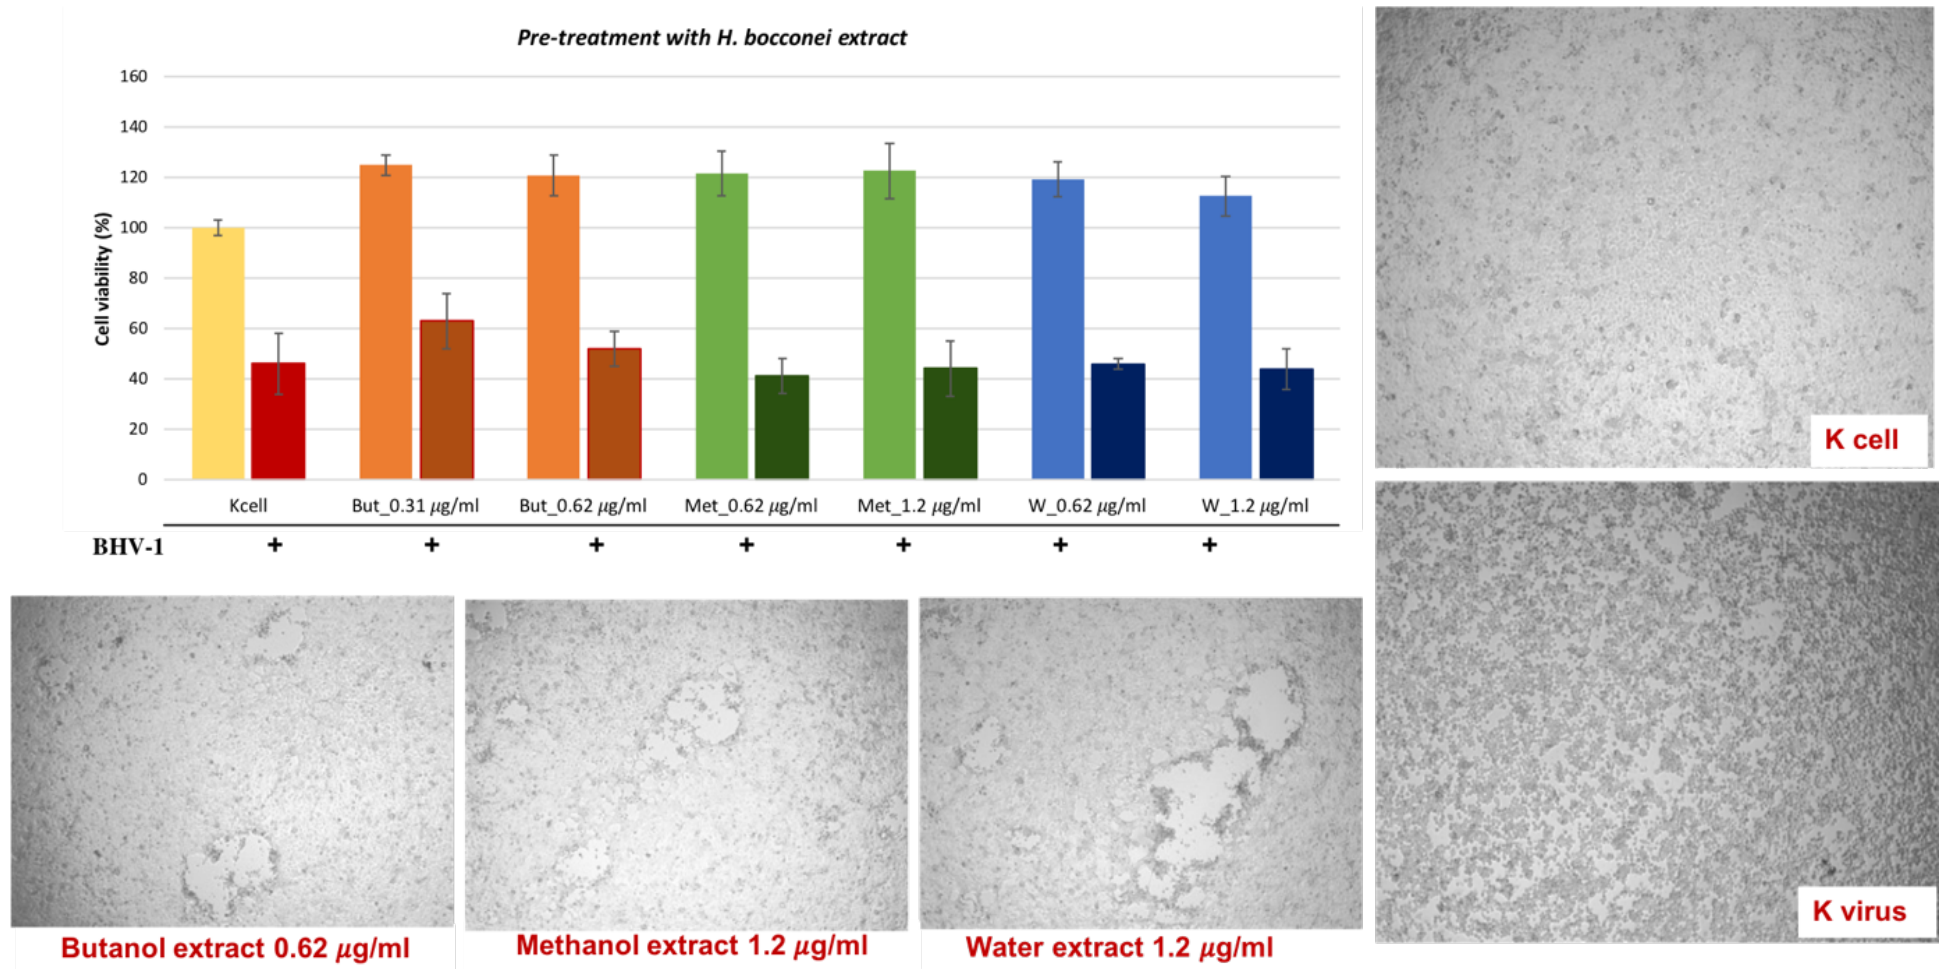 Pre-treatment with H. bocconei extract
Cell viability (%)
160
140
120
100
80
60
40
20
0
Kcell But_0.31 µg/ml But_0.62 µg/ml Met_0.62 µg/ml Met_1.2 µg/ml W_0.62 µg/ml W_1.2 µg/ml
BHV-1 + + + + + + +
K cell
K virus
Butanol extract 0.62 µg/ml
Methanol extract 1.2 µg/ml
Water extract 1.2 µg/ml